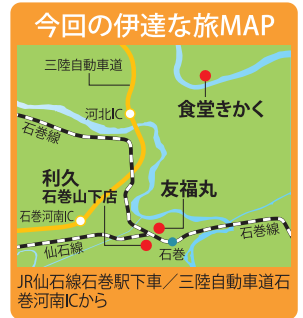 今回の伊達な旅MAP
三陸自動車道
食堂きかく
河北IC
石巻線
利久
石巻山下店
友福丸
石巻河南IC
石巻線
仙石線
石巻
JR仙石線石巻駅下車／三陸自動車道石
巻河南ICから